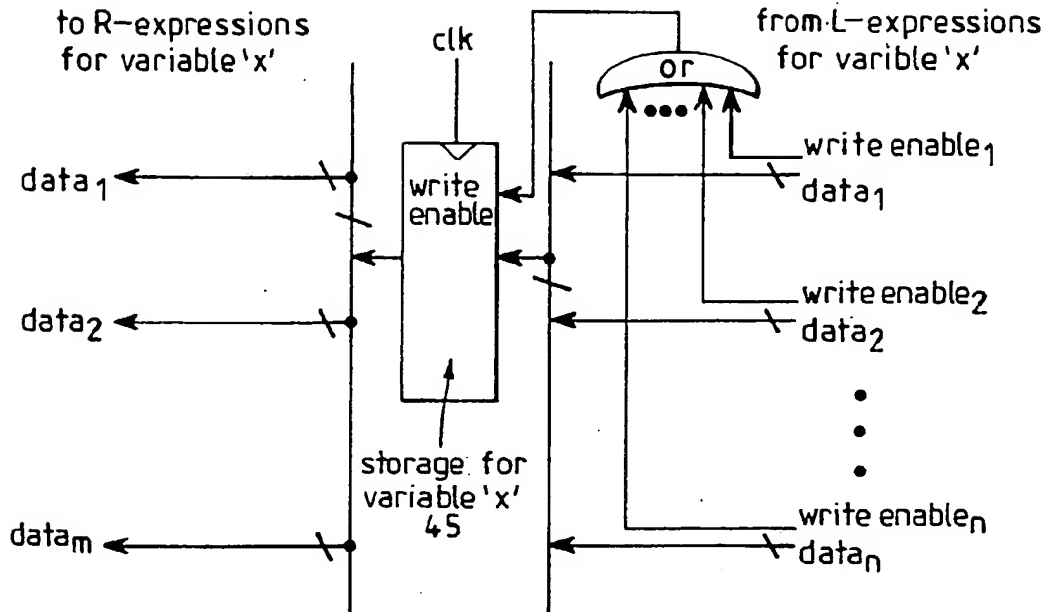 to R-expressions
for variable 'x'
clk
from L-expressions
for varible 'x'
or
write enable1
data1
data1
write
enable
write enable2
data2
data2
storage for
variable 'x'
45
write enablen
datam
datan